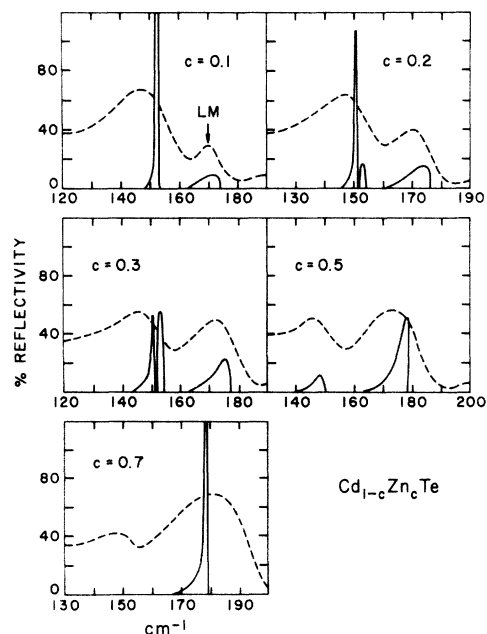 80
40
0
c = 0.1
LM
c = 0.2
120 140 160 180
130 150 170 190
% REFLECTIVITY
80
40
0
c = 0.3
c = 0.5
120 140 160 180
140 160 180 200
80
40
0
c = 0.7
130 150 170 190
cm⁻¹
Cd₁₋cZncTe